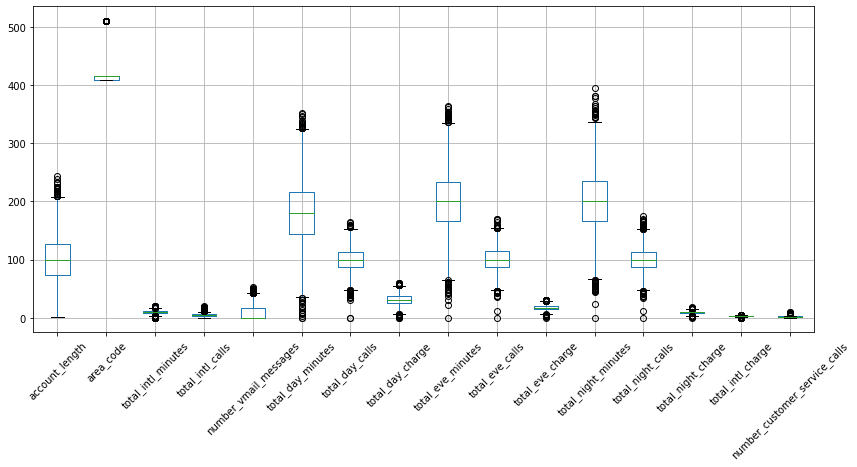 500
400
300
200
100
0
account_length
area_code
total_intl_minutes
total_intl_calls
number_vmail_messages
total_day_minutes
total_day_calls
total_day_charge
total_eve_minutes
total_eve_calls
total_eve_charge
total_night_minutes
total_night_calls
total_night_charge
total_intl_charge
number_customer_service_calls